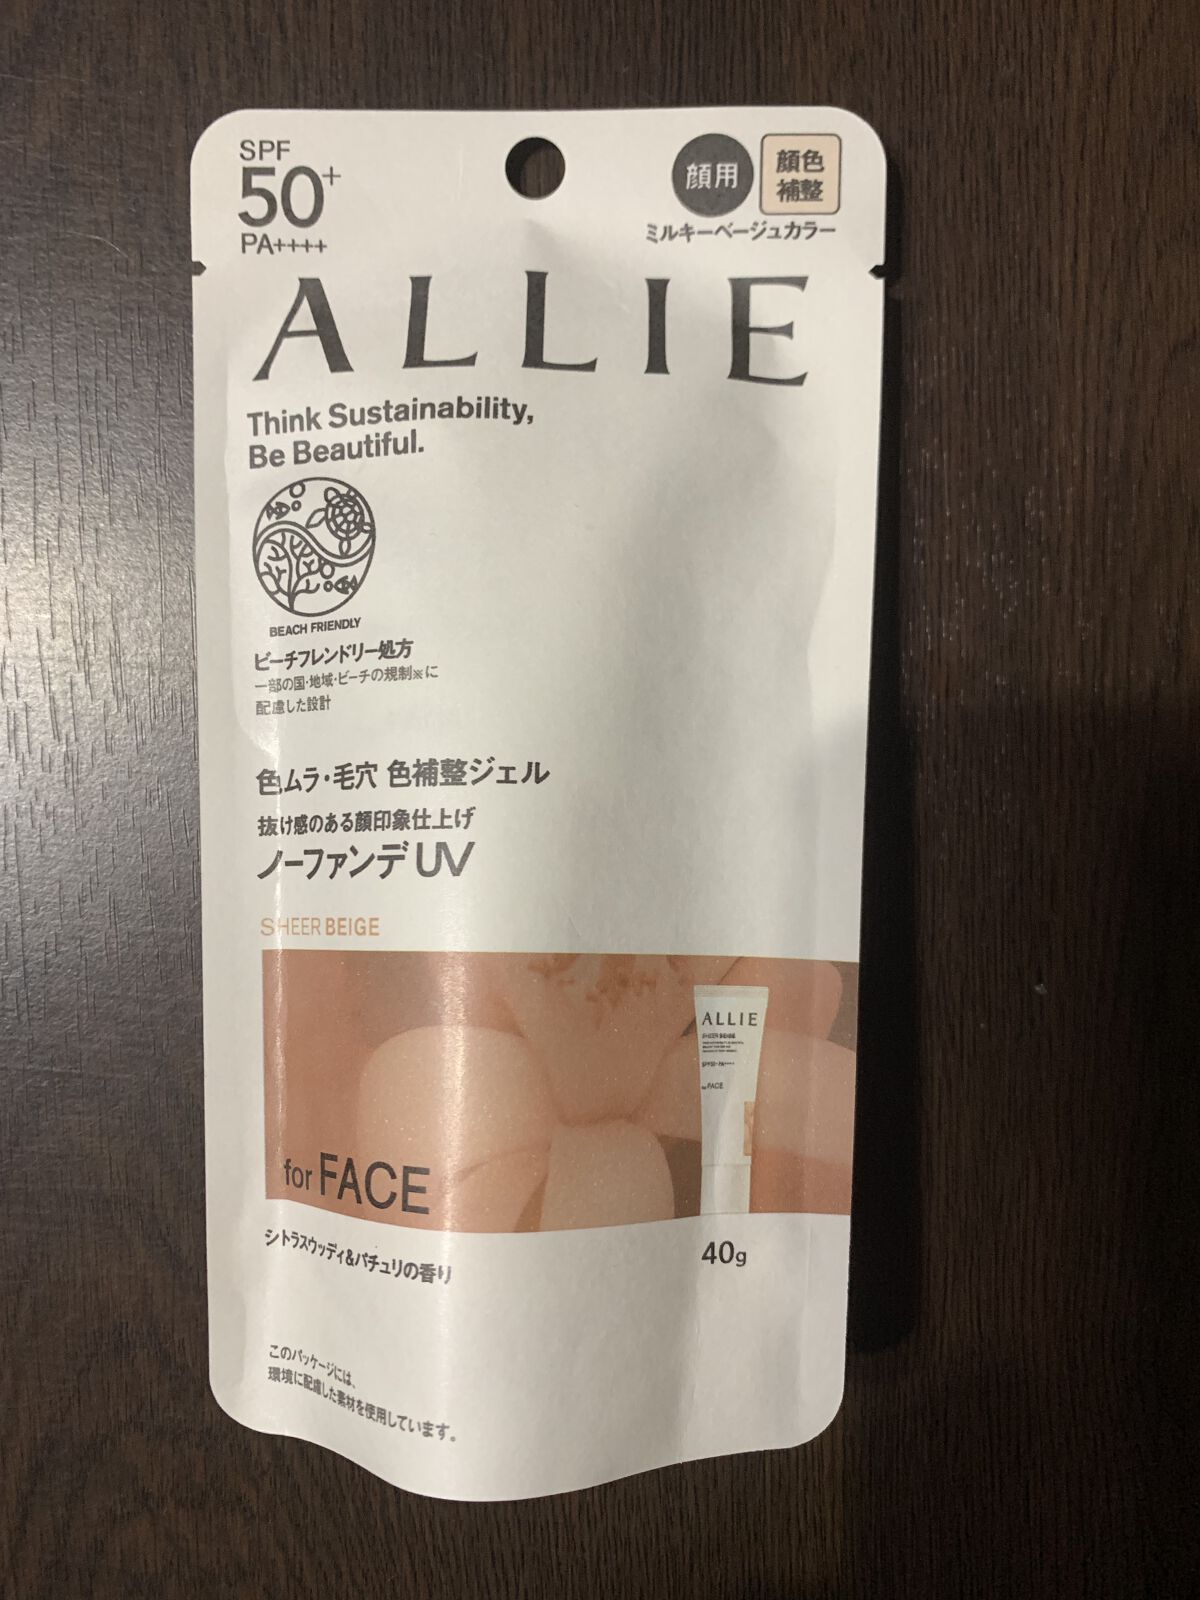 SPF
50+
PA++++
顔用
顔色
補整
ミルキーベージュカラー
ALLIE
Think Sustainability,
Be Beautiful.
BEACH FRIENDLY
ビーチフレンドリー処方
一部の国・地域・ビーチの規制※に
配慮した設計
色ムラ・毛穴 色補整ジェル
抜け感のある顔印象仕上げ
ノーファンデUV
SHEER BEIGE
ALLIE
SHEER BEIGE
SPF50+ PA++++
for FACE
for FACE
シトラスウッディ&パチュリの香り
40g
このパッケージには、
環境に配慮した素材を使用しています。